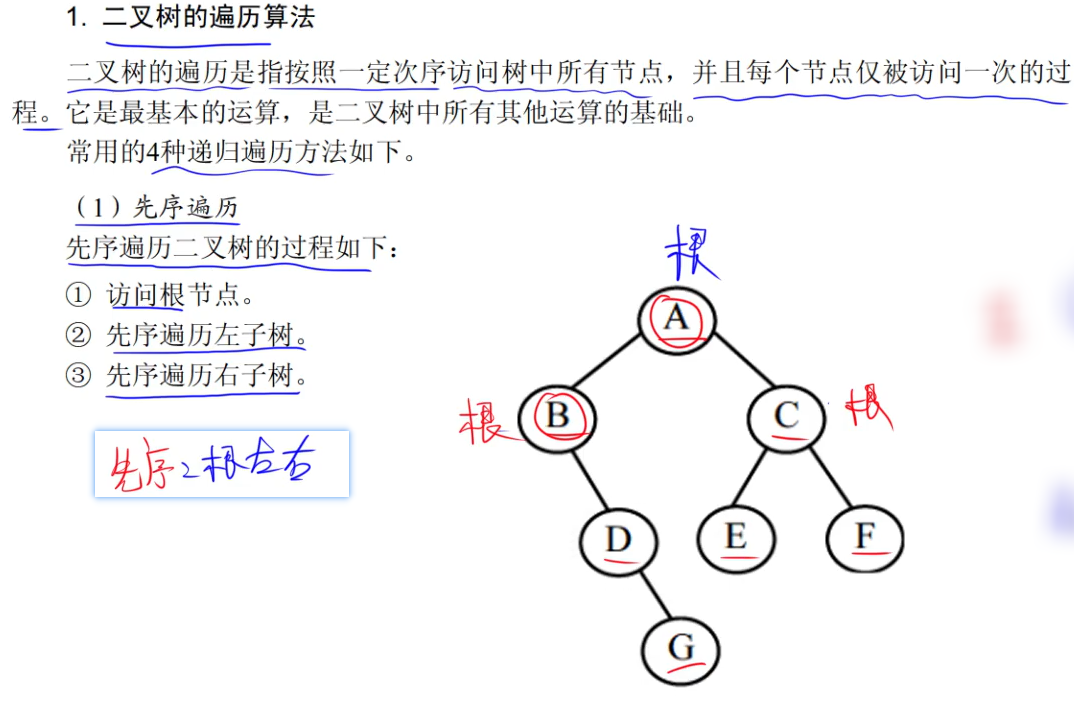 1. 二叉树的遍历算法
二叉树的遍历是指按照一定次序访问树中所有节点，并且每个节点仅被访问一次的过
程。它是最基本的运算，是二叉树中所有其他运算的基础。
常用的4种递归遍历方法如下。
（1）先序遍历
先序遍历二叉树的过程如下：
① 访问根节点。
② 先序遍历左子树。
③ 先序遍历右子树。
先序：根左右
根
A
根 B
C 根
D
E
F
G